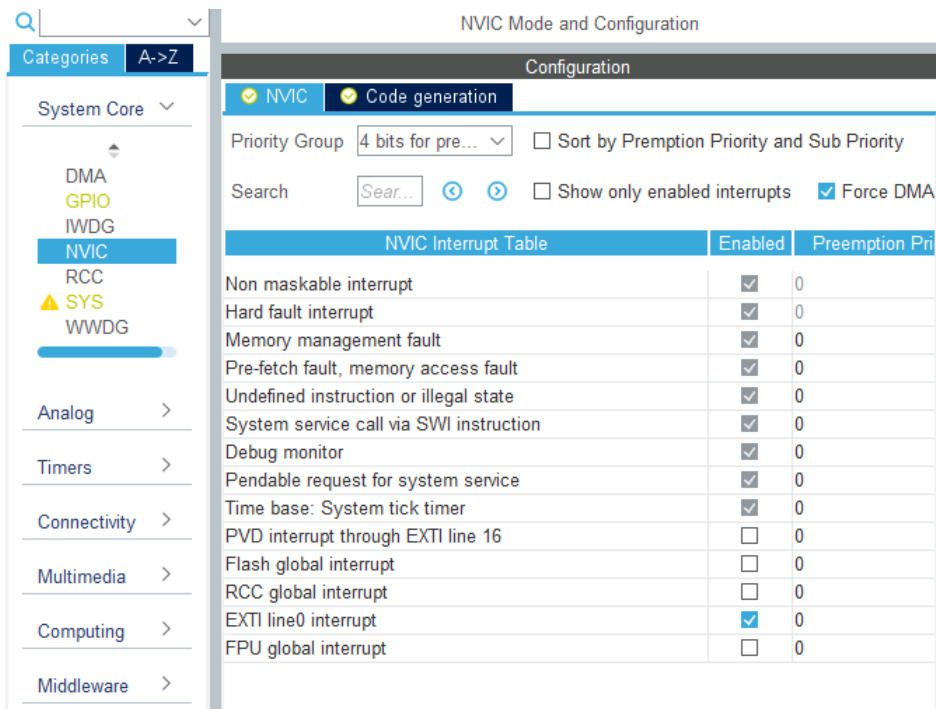 NVIC Mode and Configuration
Categories A->Z
Configuration
System Core
NVIC Code generation
Priority Group 4 bits for pre... Sort by Premption Priority and Sub Priority
Search Sear... Show only enabled interrupts Force DMA
DMA
GPIO
IWDG
NVIC
RCC
SYS
WWDG
Analog
Timers
Connectivity
Multimedia
Computing
Middleware
NVIC Interrupt Table Enabled Preemption Pri
Non maskable interrupt 0
Hard fault interrupt 0
Memory management fault 0
Pre-fetch fault, memory access fault 0
Undefined instruction or illegal state 0
System service call via SWI instruction 0
Debug monitor 0
Pendable request for system service 0
Time base: System tick timer 0
PVD interrupt through EXTI line 16 0
Flash global interrupt 0
RCC global interrupt 0
EXTI line0 interrupt 0
FPU global interrupt 0